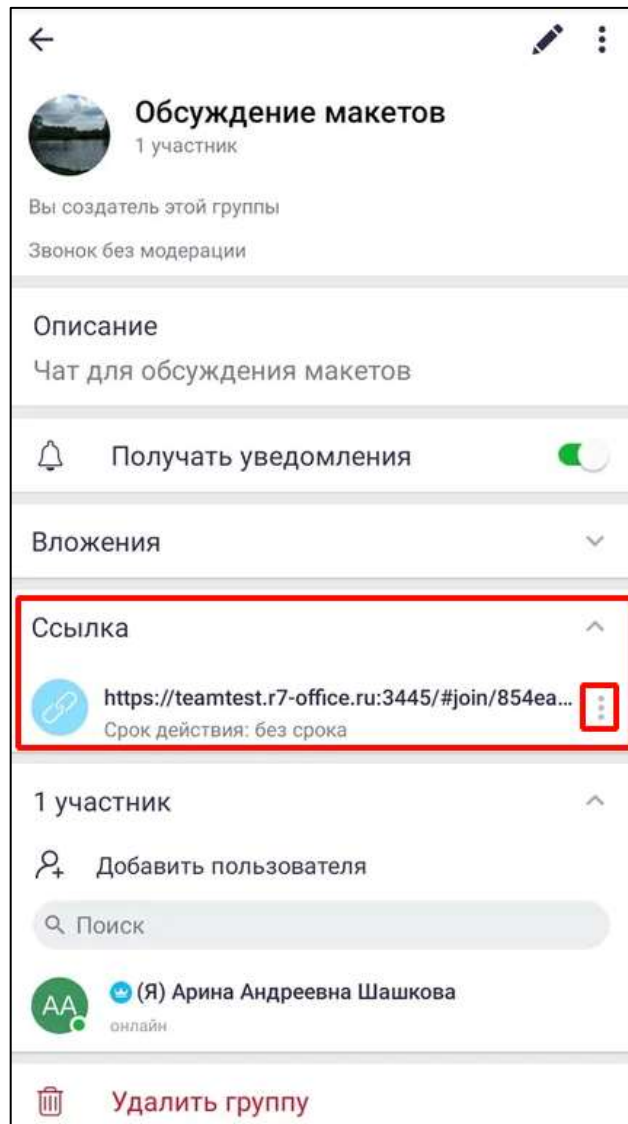 Обсуждение макетов
1 участник
Вы создатель этой группы
Звонок без модерации
Описание
Чат для обсуждения макетов
Получать уведомления
Вложения
Ссылка
https://teamtest.r7-office.ru:3445/#join/854ea...
Срок действия: без срока
1 участник
Добавить пользователя
Поиск
АА (Я) Арина Андреевна Шашкова
онлайн
Удалить группу